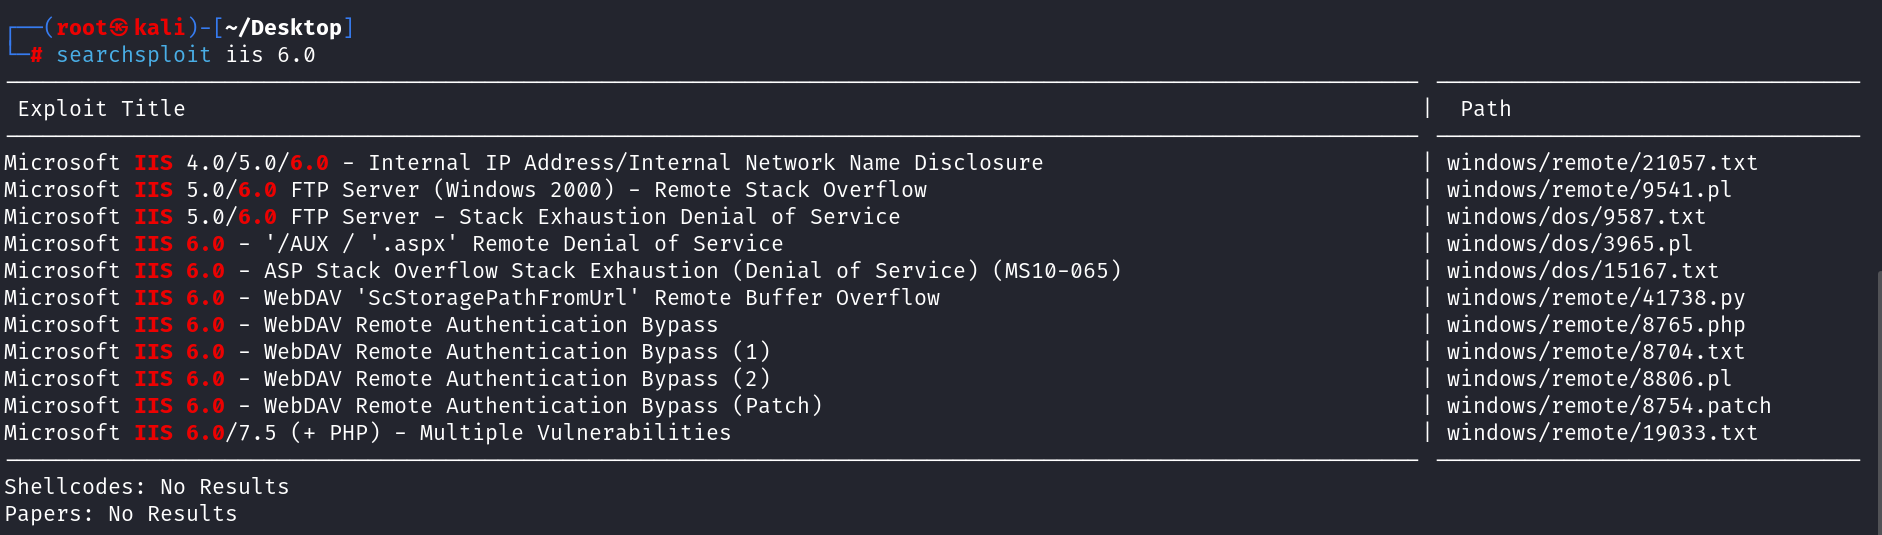 ┌──(root㉿kali)-[~/Desktop]
└─# searchsploit iis 6.0
Exploit Title | Path
Microsoft IIS 4.0/5.0/6.0 - Internal IP Address/Internal Network Name Disclosure | windows/remote/21057.txt
Microsoft IIS 5.0/6.0 FTP Server (Windows 2000) - Remote Stack Overflow | windows/remote/9541.pl
Microsoft IIS 5.0/6.0 FTP Server - Stack Exhaustion Denial of Service | windows/dos/9587.txt
Microsoft IIS 6.0 - '/AUX / '.aspx' Remote Denial of Service | windows/dos/3965.pl
Microsoft IIS 6.0 - ASP Stack Overflow Stack Exhaustion (Denial of Service) (MS10-065) | windows/dos/15167.txt
Microsoft IIS 6.0 - WebDAV 'ScStoragePathFromUrl' Remote Buffer Overflow | windows/remote/41738.py
Microsoft IIS 6.0 - WebDAV Remote Authentication Bypass | windows/remote/8765.php
Microsoft IIS 6.0 - WebDAV Remote Authentication Bypass (1) | windows/remote/8704.txt
Microsoft IIS 6.0 - WebDAV Remote Authentication Bypass (2) | windows/remote/8806.pl
Microsoft IIS 6.0 - WebDAV Remote Authentication Bypass (Patch) | windows/remote/8754.patch
Microsoft IIS 6.0/7.5 (+ PHP) - Multiple Vulnerabilities | windows/remote/19033.txt
Shellcodes: No Results
Papers: No Results